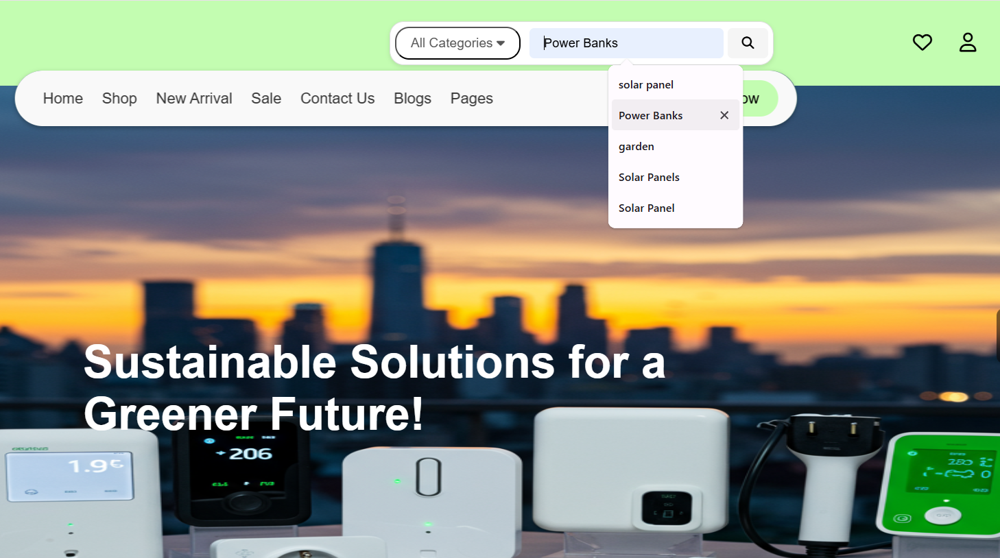 All Categories
Power Banks
solar panel
Power Banks
garden
Solar Panels
Solar Panel
Home
Shop
New Arrival
Sale
Contact Us
Blogs
Pages
ow
Sustainable Solutions for a
Greener Future!
206
1.9